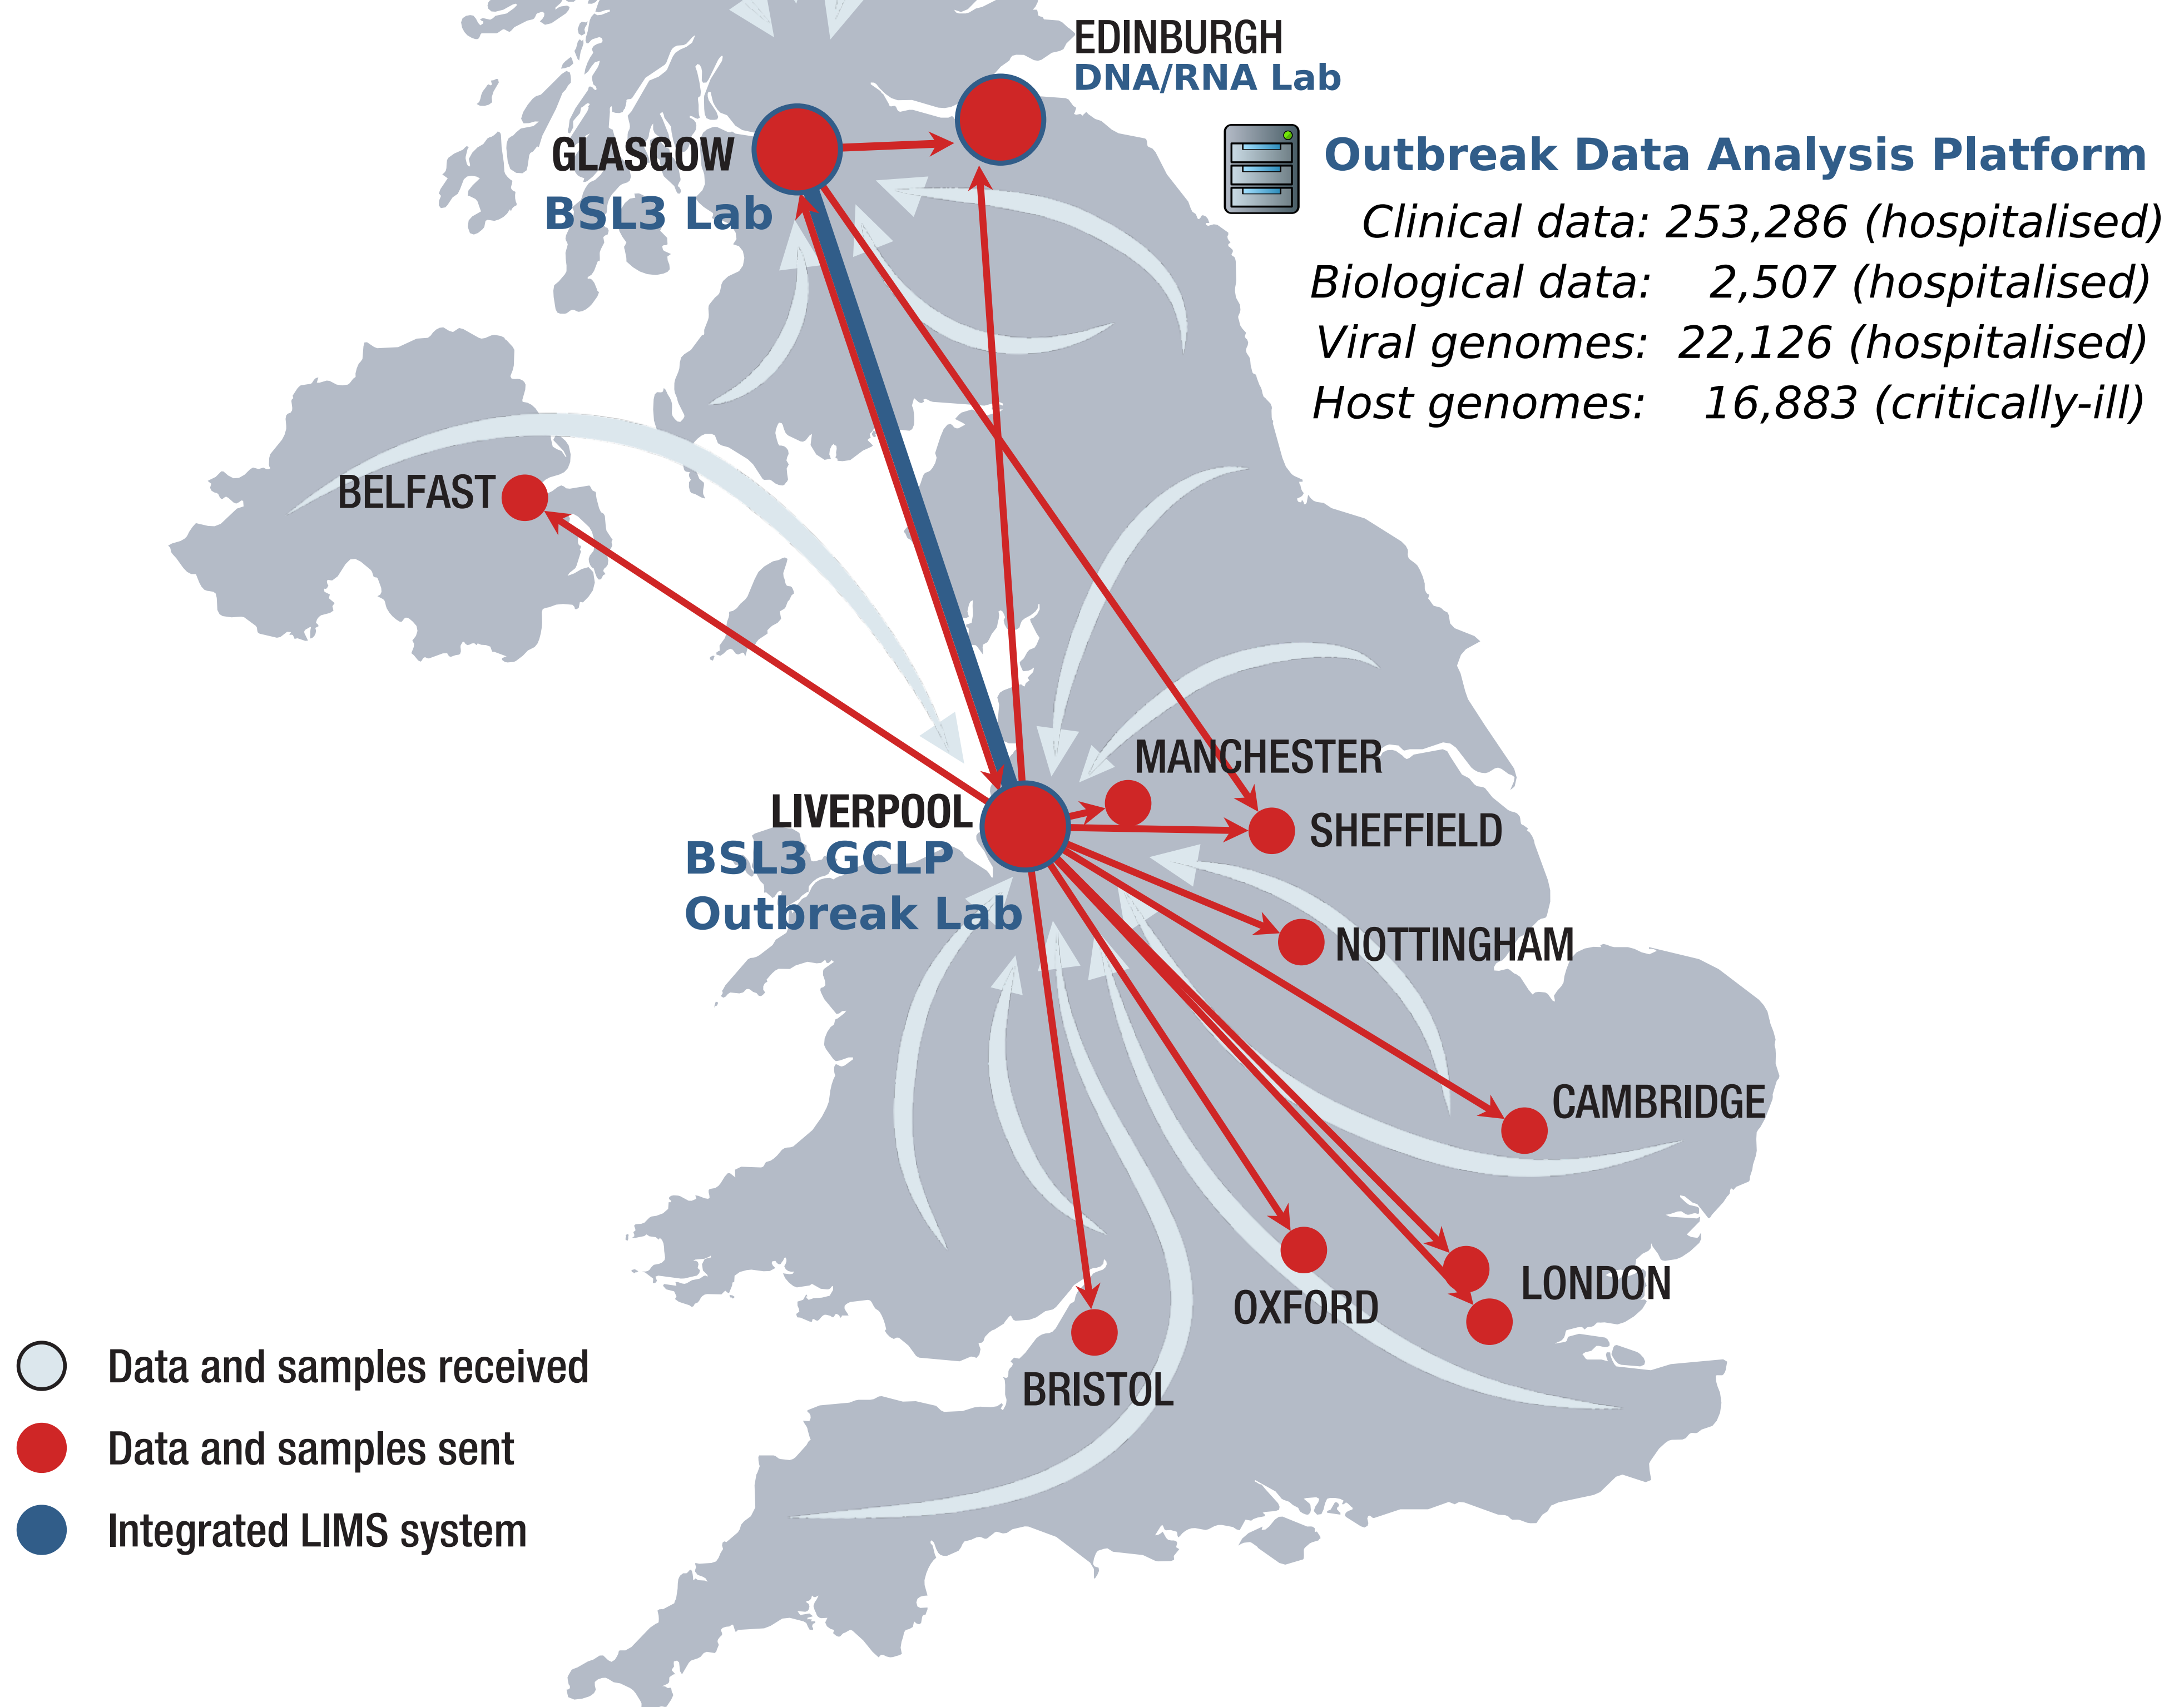 EDINBURGH
DNA/RNA Lab
GLASGOW
BSL3 Lab
Outbreak Data Analysis Platform
Clinical data: 253,286 (hospitalised)
Biological data: 2,507 (hospitalised)
Viral genomes: 22,126 (hospitalised)
Host genomes: 16,883 (critically-ill)
BELFAST
MANCHESTER
LIVERPOOL
BSL3 GCLP
Outbreak Lab
SHEFFIELD
NOTTINGHAM
CAMBRIDGE
LONDON
OXFORD
BRISTOL
Data and samples received
Data and samples sent
Integrated LIMS system